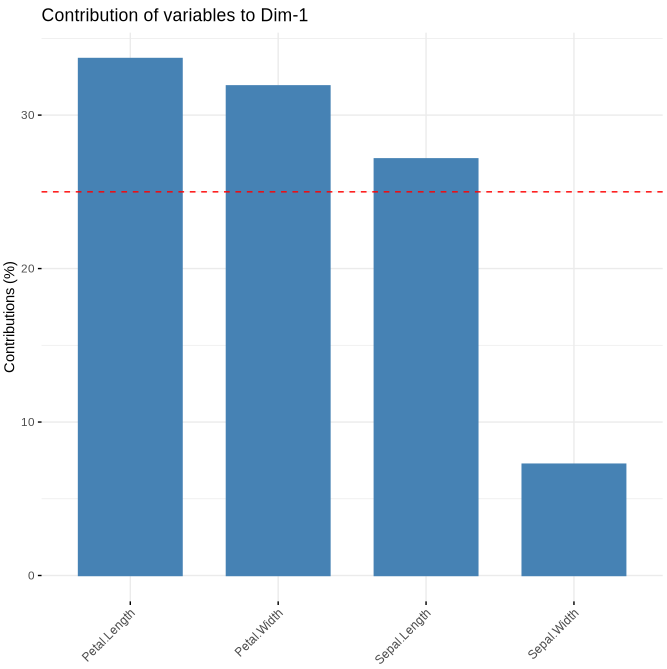 Contribution of variables to Dim-1
Contributions (%)
30
20
10
0
Petal.Length
Petal.Width
Sepal.Length
Sepal.Width